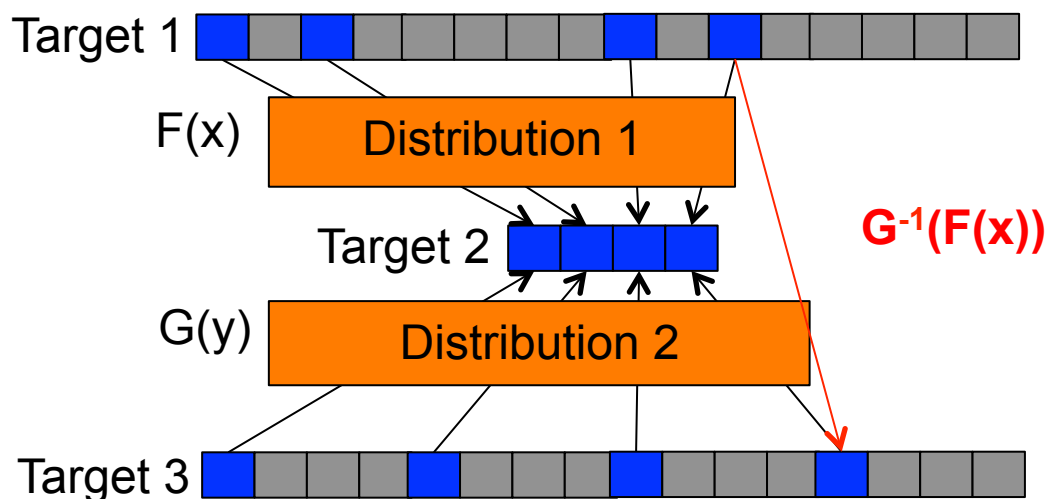 Target 1
F(x)
Distribution 1
G⁻¹(F(x))
Target 2
G(y)
Distribution 2
Target 3